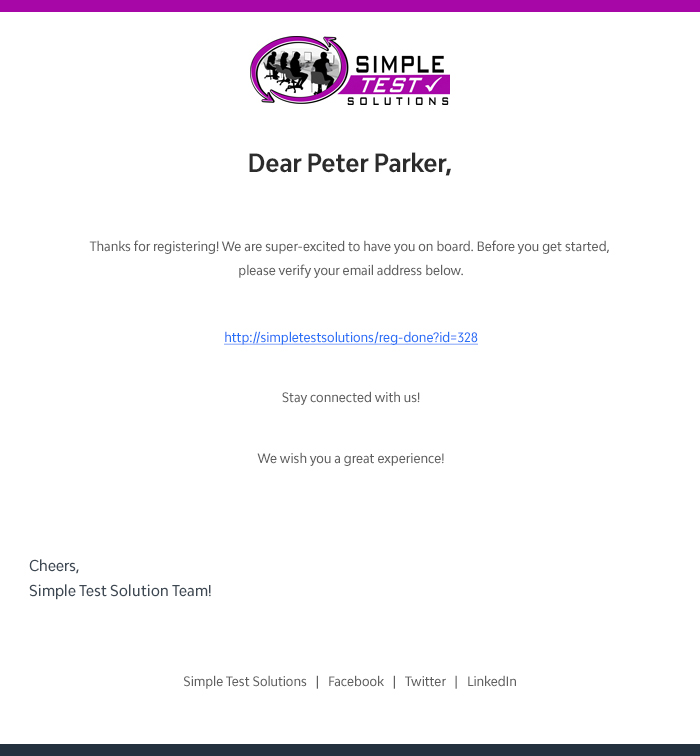 SIMPLE
TEST ✓
SOLUTIONS
Dear Peter Parker,
Thanks for registering! We are super-excited to have you on board. Before you get started,
please verify your email address below.
http://simpletestsolutions/reg-done?id=328
Stay connected with us!
We wish you a great experience!
Cheers,
Simple Test Solution Team!
Simple Test Solutions | Facebook | Twitter | LinkedIn